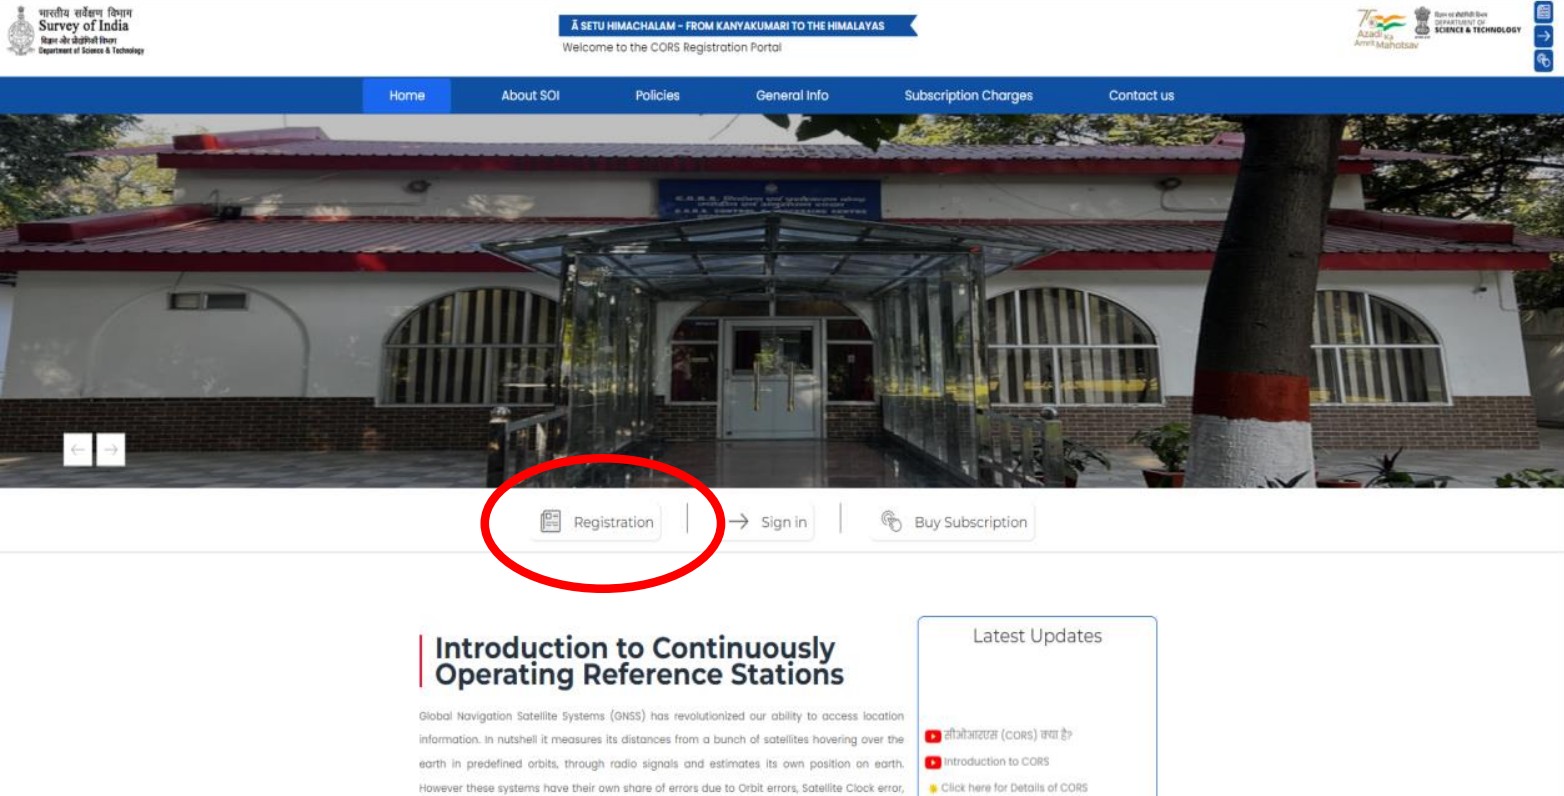 भारतीय सर्वेक्षण विभाग
Survey of India
विज्ञान और प्रौद्योगिकी विभाग
Department of Science & Technology
Ā SETU HIMACHALAM - FROM KANYAKUMARI TO THE HIMALAYAS
Welcome to the CORS Registration Portal
Azadi Ka
Amrit Mahotsav
DEPARTMENT OF
SCIENCE & TECHNOLOGY
Home About SOI Policies General Info Subscription Charges Contact us
Registration Sign in Buy Subscription
Introduction to Continuously
Operating Reference Stations
Global Navigation Satellite Systems (GNSS) has revolutionized our ability to access location
information. In nutshell it measures its distances from a bunch of satellites hovering over the
earth in predefined orbits, through radio signals and estimates its own position on earth.
However these systems have their own share of errors due to Orbit errors, Satellite Clock error,
Latest Updates
सीओआरएस (CORS) क्या है?
Introduction to CORS
Click here for Details of CORS